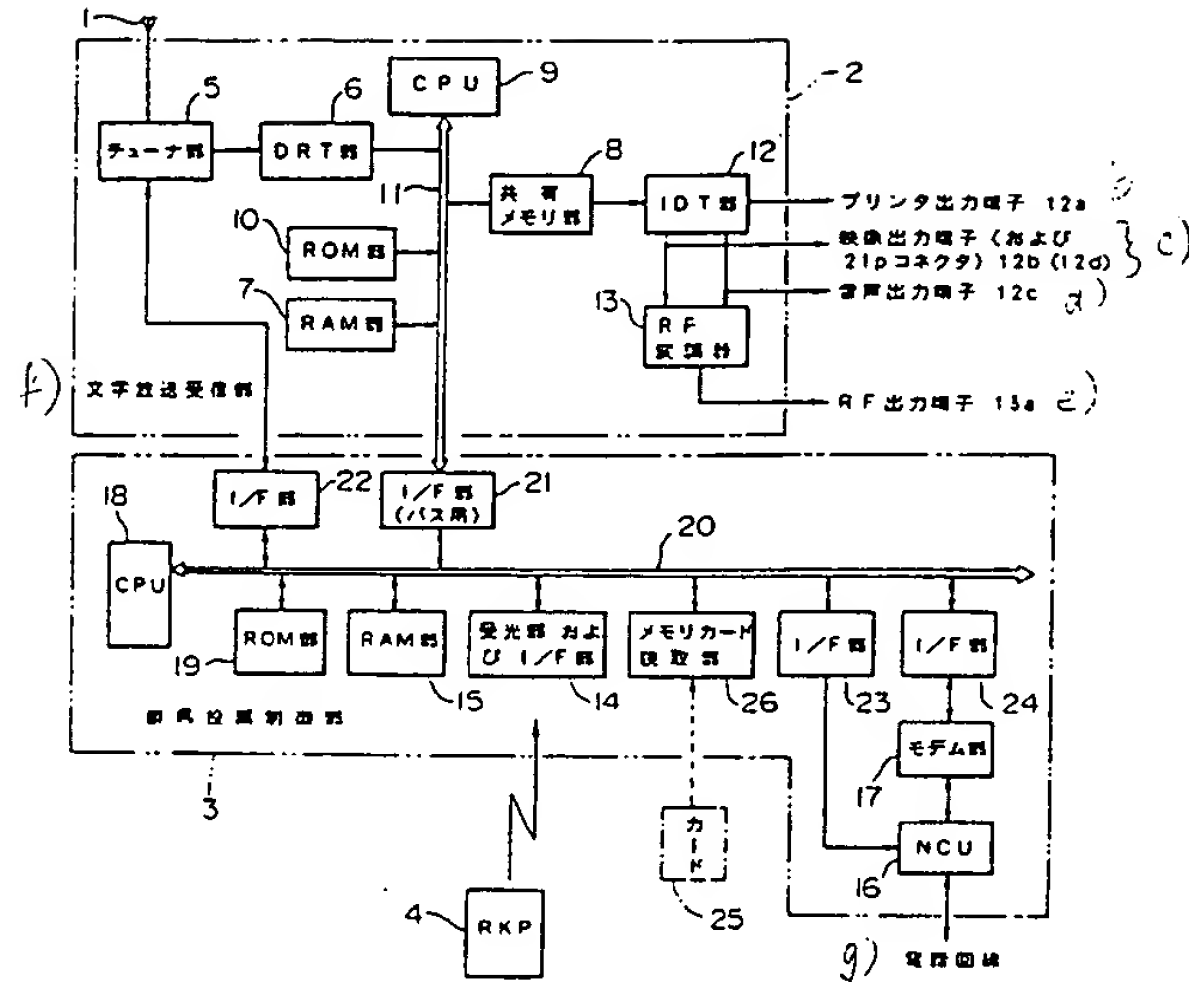 1
2
CPU
9
5
チューナ部
6
DRT部
11
8
共有
メモリ部
12
IDT部
プリンタ出力端子 12a
映像出力端子（および
21pコネクタ）12b（12d）
c)
音声出力端子 12c
d)
10
ROM部
7
RAM部
13
RF
変調器
RF出力端子 13a
f)
文字放送受信部
I/F部
22
I/F部
(バス用)
21
18
CPU
20
ROM部
19
RAM部
15
受光部および
びI/F部
14
メモリカード
読取部
26
I/F部
23
I/F部
24
3
モデム部
17
カード
25
NCU
16
4
RKP
g)
電話回線